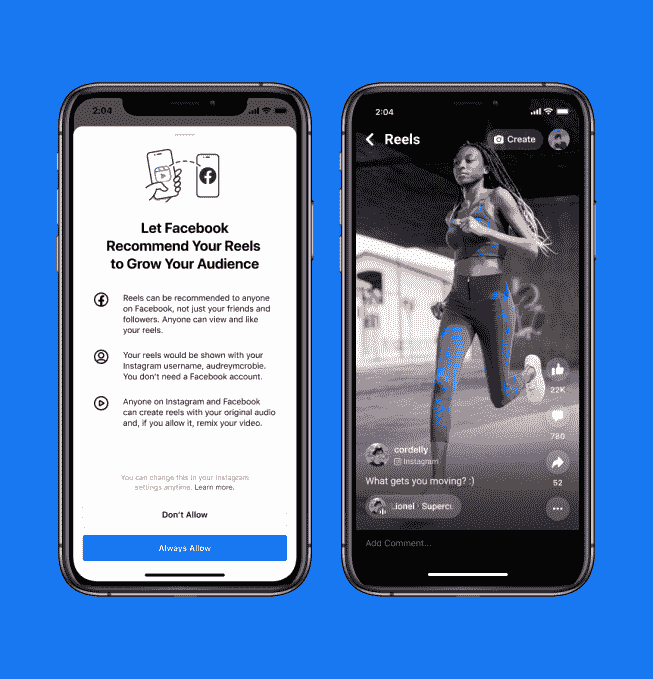 2:04
Let Facebook
Recommend Your Reels
to Grow Your Audience
Reels can be recommended to anyone
on Facebook, not just your friends and
followers. Anyone can view and like
your reels.
Your reels would be shown with your
Instagram username, audreymcrobie.
You don't need a Facebook account.
Anyone on Instagram and Facebook
can create reels with your original audio
and, if you allow it, remix your video.
You can change this in your Instagram
settings anytime. Learn more.
Don't Allow
Always Allow
2:04
Reels
Create
22K
780
52
cordelly
Instagram
What gets you moving? :)
.ionel · Superci
Add Comment...